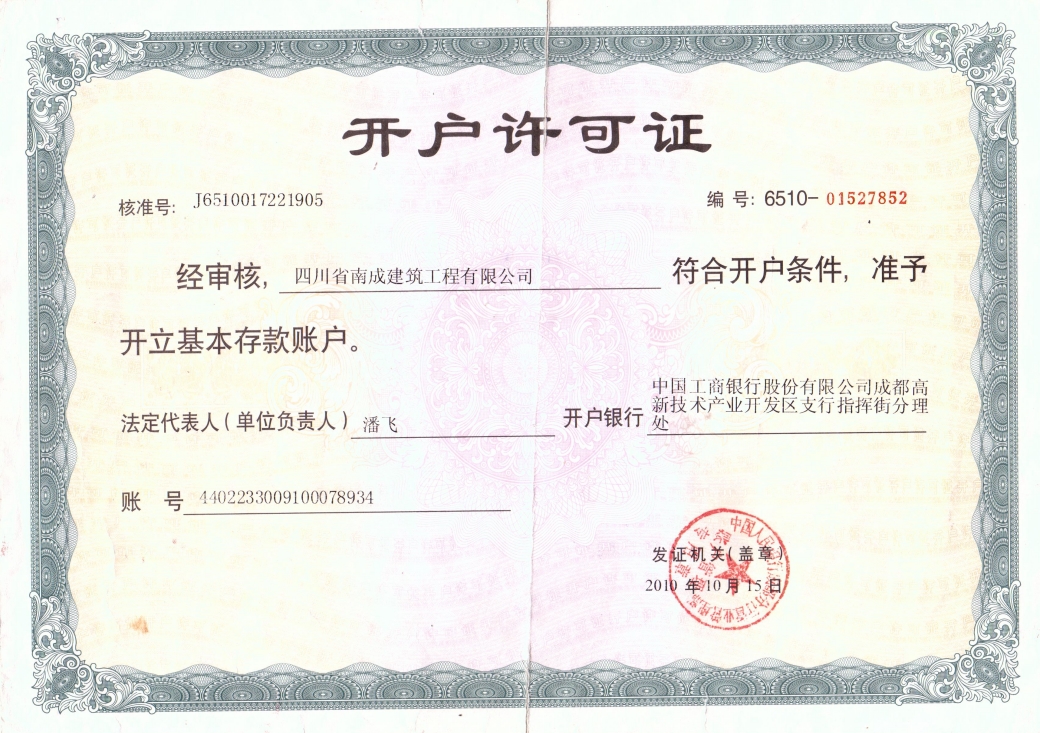 开户许可证
核准号: J6510017221905
编 号: 6510-01527852
经审核, 四川省南成建筑工程有限公司 符合开户条件, 准予
开立基本存款账户。
法定代表人(单位负责人) 潘飞
开户银行 中国工商银行股份有限公司成都高
新技术产业开发区支行指挥街分理
处
账 号 4402233009100078934
发证机关(盖章)
2010 年 10 月 15 日
中国人民